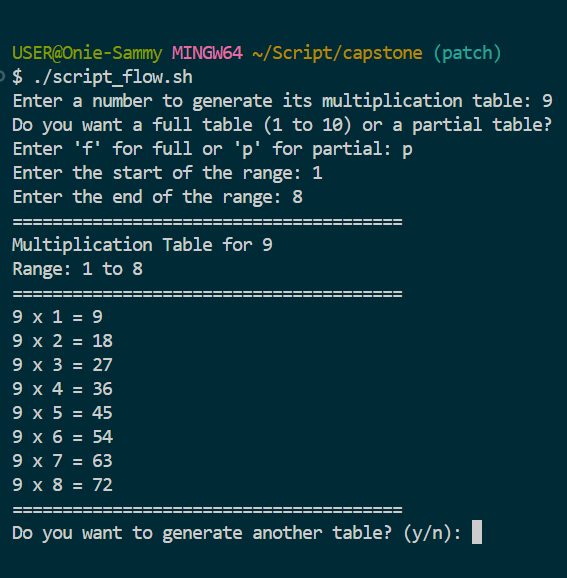 USER@Onie-Sammy MINGW64 ~/Script/capstone (patch)
$ ./script_flow.sh
Enter a number to generate its multiplication table: 9
Do you want a full table (1 to 10) or a partial table?
Enter 'f' for full or 'p' for partial: p
Enter the start of the range: 1
Enter the end of the range: 8
=======================================
Multiplication Table for 9
Range: 1 to 8
=======================================
9 x 1 = 9
9 x 2 = 18
9 x 3 = 27
9 x 4 = 36
9 x 5 = 45
9 x 6 = 54
9 x 7 = 63
9 x 8 = 72
=======================================
Do you want to generate another table? (y/n):